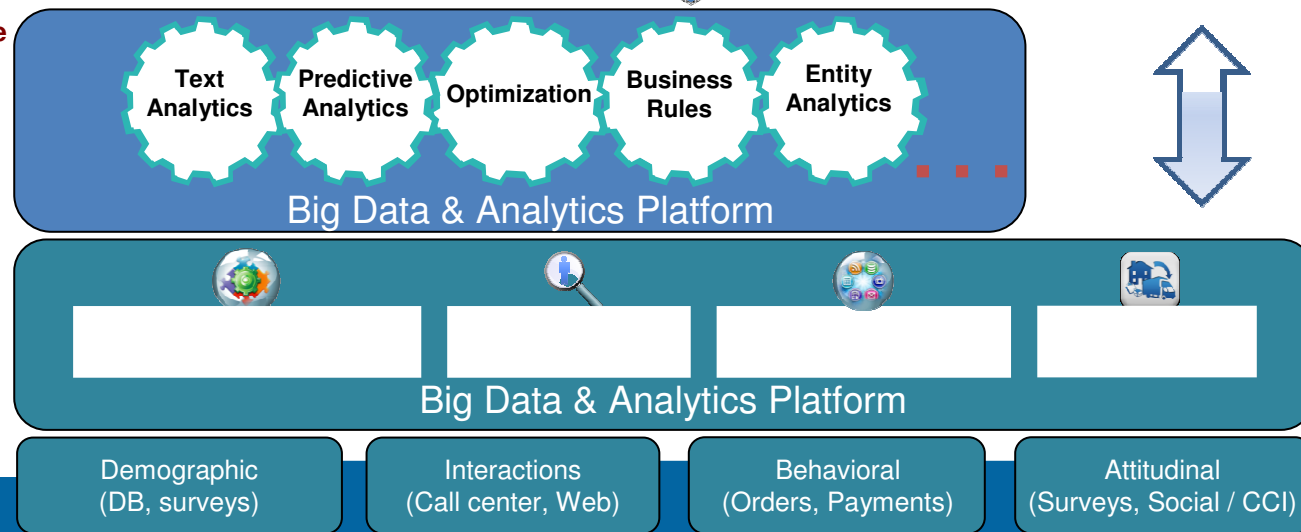 e
Text
Analytics
Predictive
Analytics
Optimization
Business
Rules
Entity
Analytics
Big Data & Analytics Platform
Big Data & Analytics Platform
Demographic
(DB, surveys)
Interactions
(Call center, Web)
Behavioral
(Orders, Payments)
Attitudinal
(Surveys, Social / CCI)